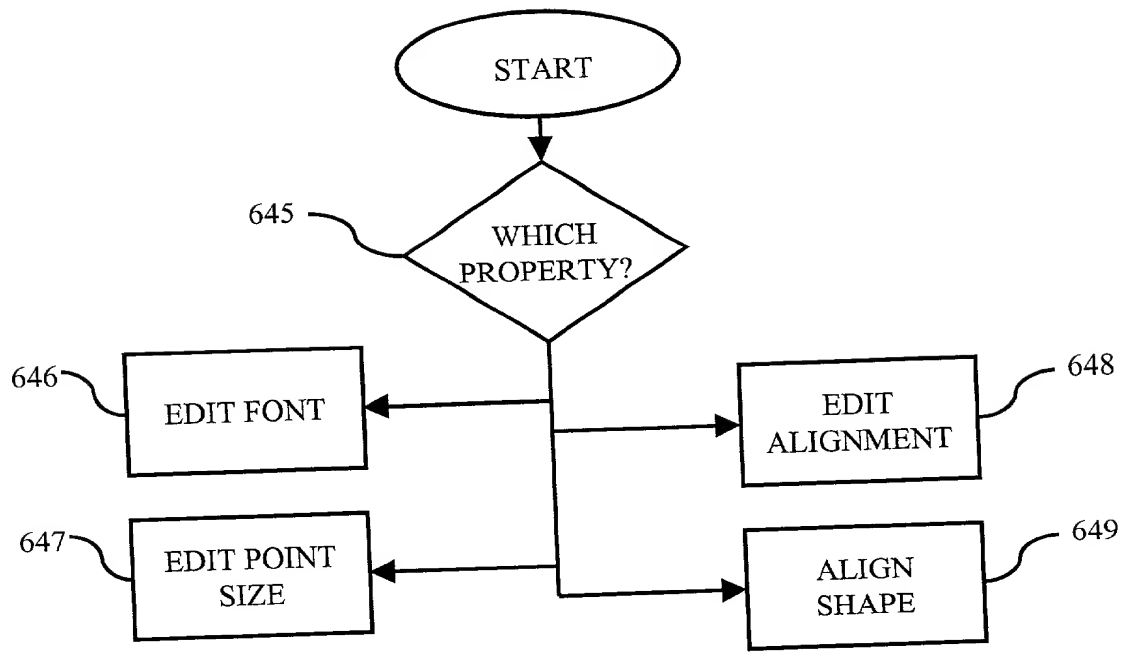 START
645
WHICH
PROPERTY?
646
EDIT FONT
648
EDIT
ALIGNMENT
647
EDIT POINT
SIZE
649
ALIGN
SHAPE